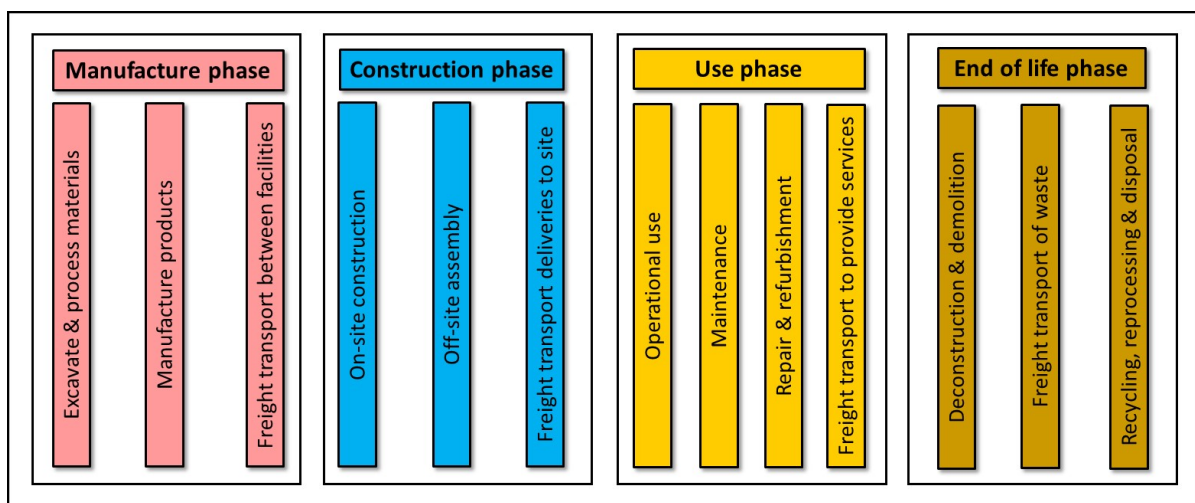 Manufacture phase
Excavate & process materials
Manufacture products
Freight transport between facilities
Construction phase
On-site construction
Off-site assembly
Freight transport deliveries to site
Use phase
Operational use
Maintenance
Repair & refurbishment
Freight transport to provide services
End of life phase
Deconstruction & demolition
Freight transport of waste
Recycling, reprocessing & disposal